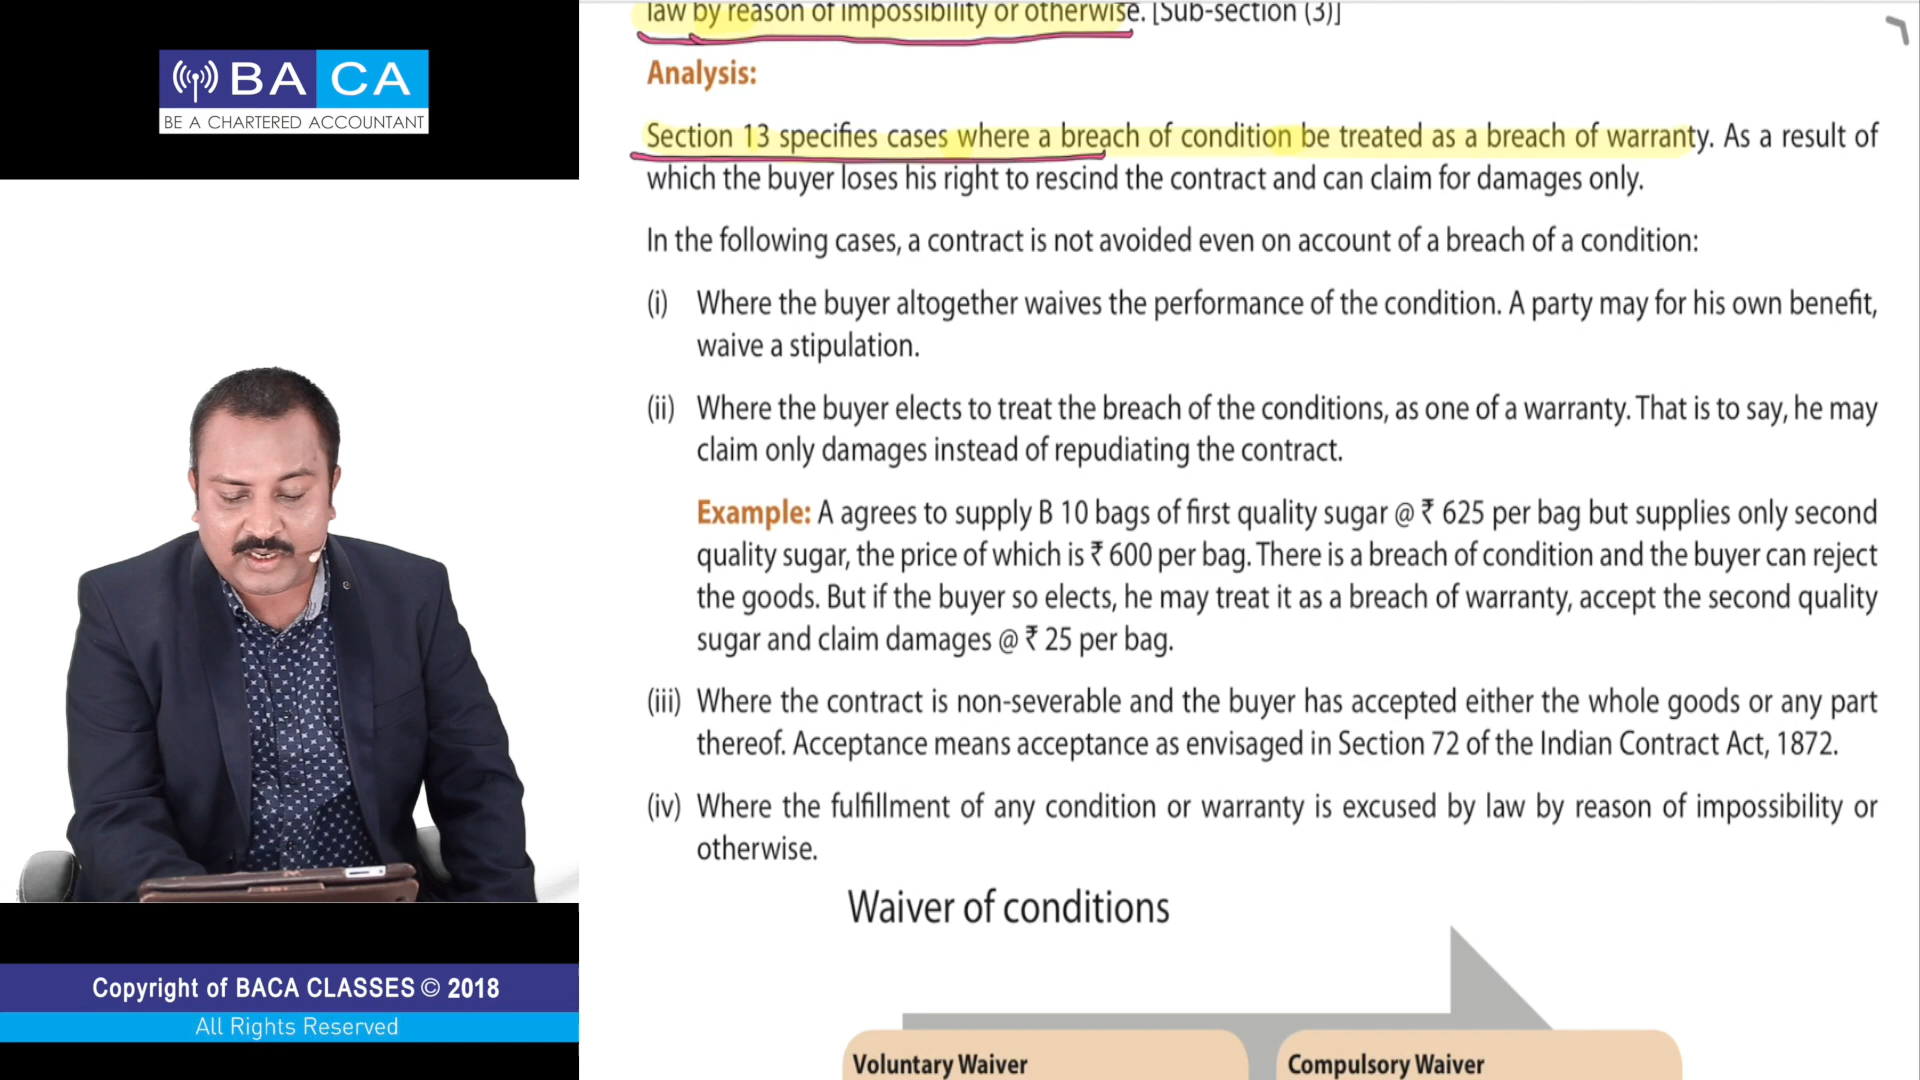 BA CA
BE A CHARTERED ACCOUNTANT
Copyright of BACA CLASSES © 2018
All Rights Reserved
law by reason of impossibility or otherwise. [Sub-section (3)]
Analysis:
Section 13 specifies cases where a breach of condition be treated as a breach of warranty. As a result of
which the buyer loses his right to rescind the contract and can claim for damages only.
In the following cases, a contract is not avoided even on account of a breach of a condition:
(i) Where the buyer altogether waives the performance of the condition. A party may for his own benefit,
waive a stipulation.
(ii) Where the buyer elects to treat the breach of the conditions, as one of a warranty. That is to say, he may
claim only damages instead of repudiating the contract.
Example: A agrees to supply B 10 bags of first quality sugar @ ₹ 625 per bag but supplies only second
quality sugar, the price of which is ₹ 600 per bag. There is a breach of condition and the buyer can reject
the goods. But if the buyer so elects, he may treat it as a breach of warranty, accept the second quality
sugar and claim damages @ ₹ 25 per bag.
(iii) Where the contract is non-severable and the buyer has accepted either the whole goods or any part
thereof. Acceptance means acceptance as envisaged in Section 72 of the Indian Contract Act, 1872.
(iv) Where the fulfillment of any condition or warranty is excused by law by reason of impossibility or
otherwise.
Waiver of conditions
Voluntary Waiver
Compulsory Waiver